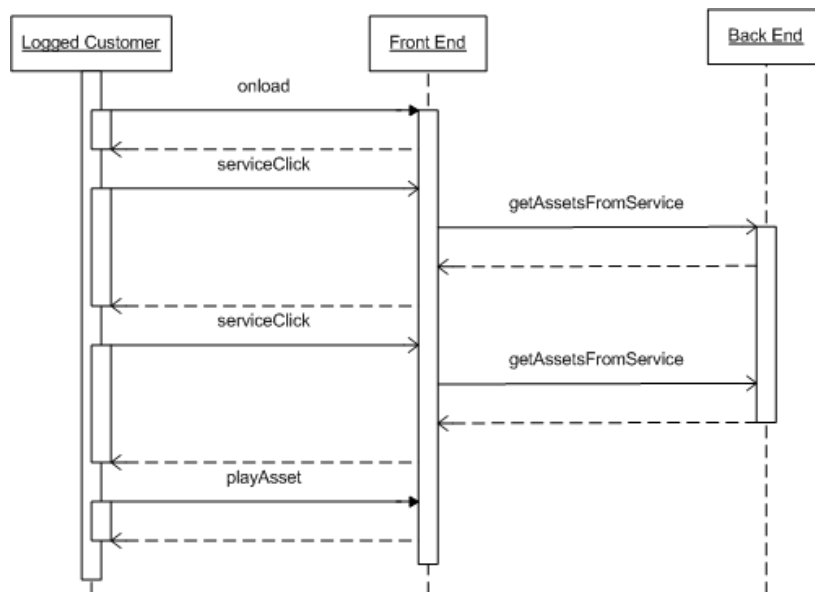 Logged Customer
Front End
Back End
onload
serviceClick
getAssetsFromService
serviceClick
getAssetsFromService
playAsset